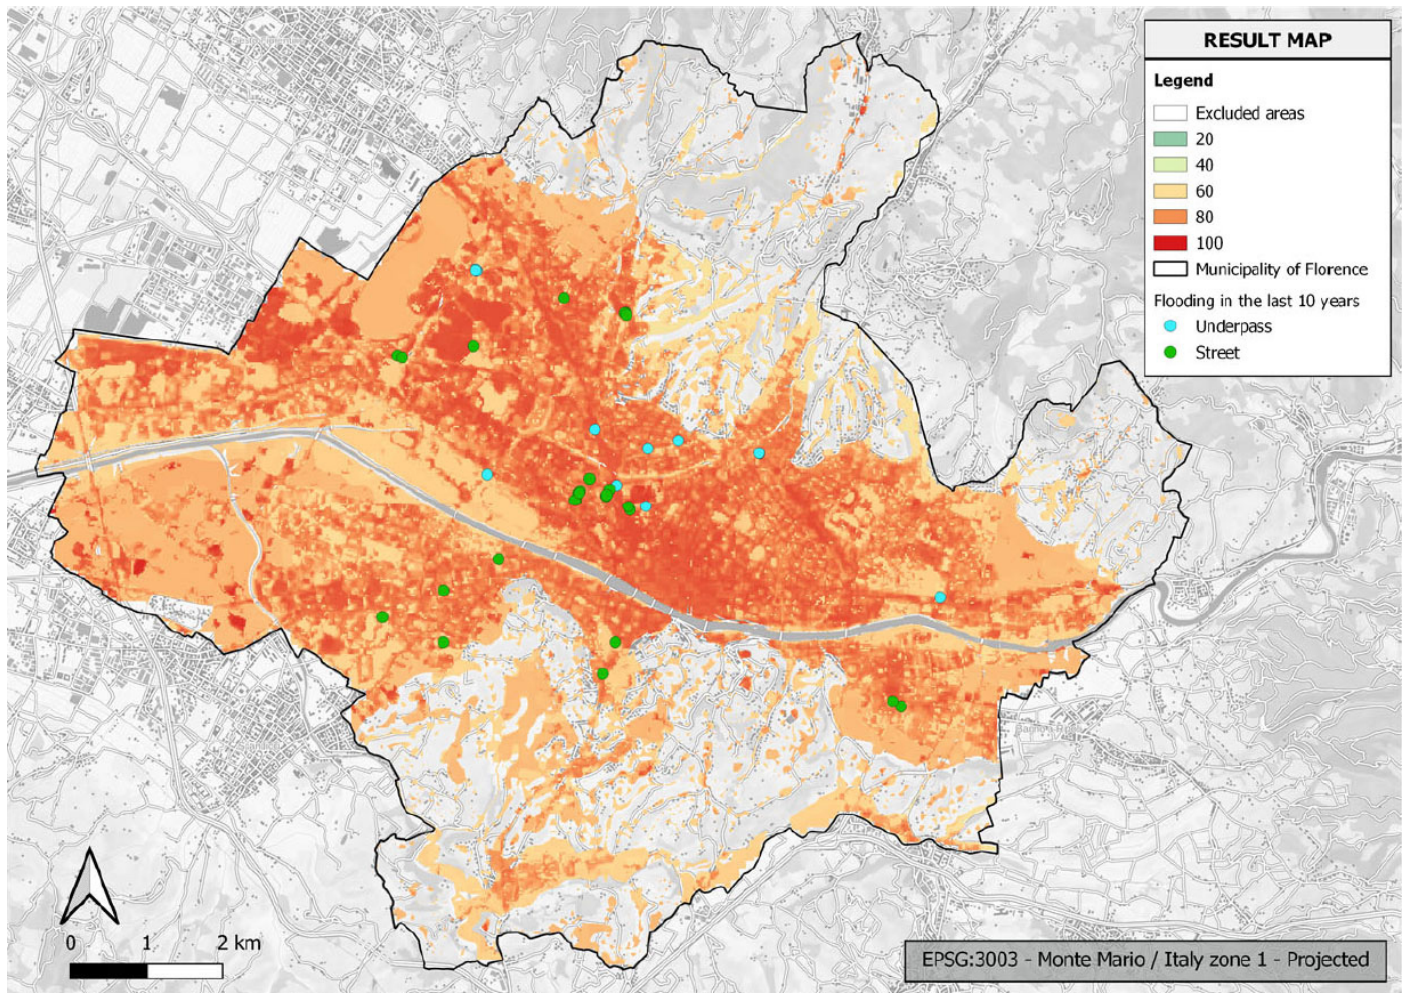 RESULT MAP
Legend
Excluded areas
20
40
60
80
100
Municipality of Florence
Flooding in the last 10 years
Underpass
Street
0 1 2 km
EPSG:3003 - Monte Mario / Italy zone 1 - Projected